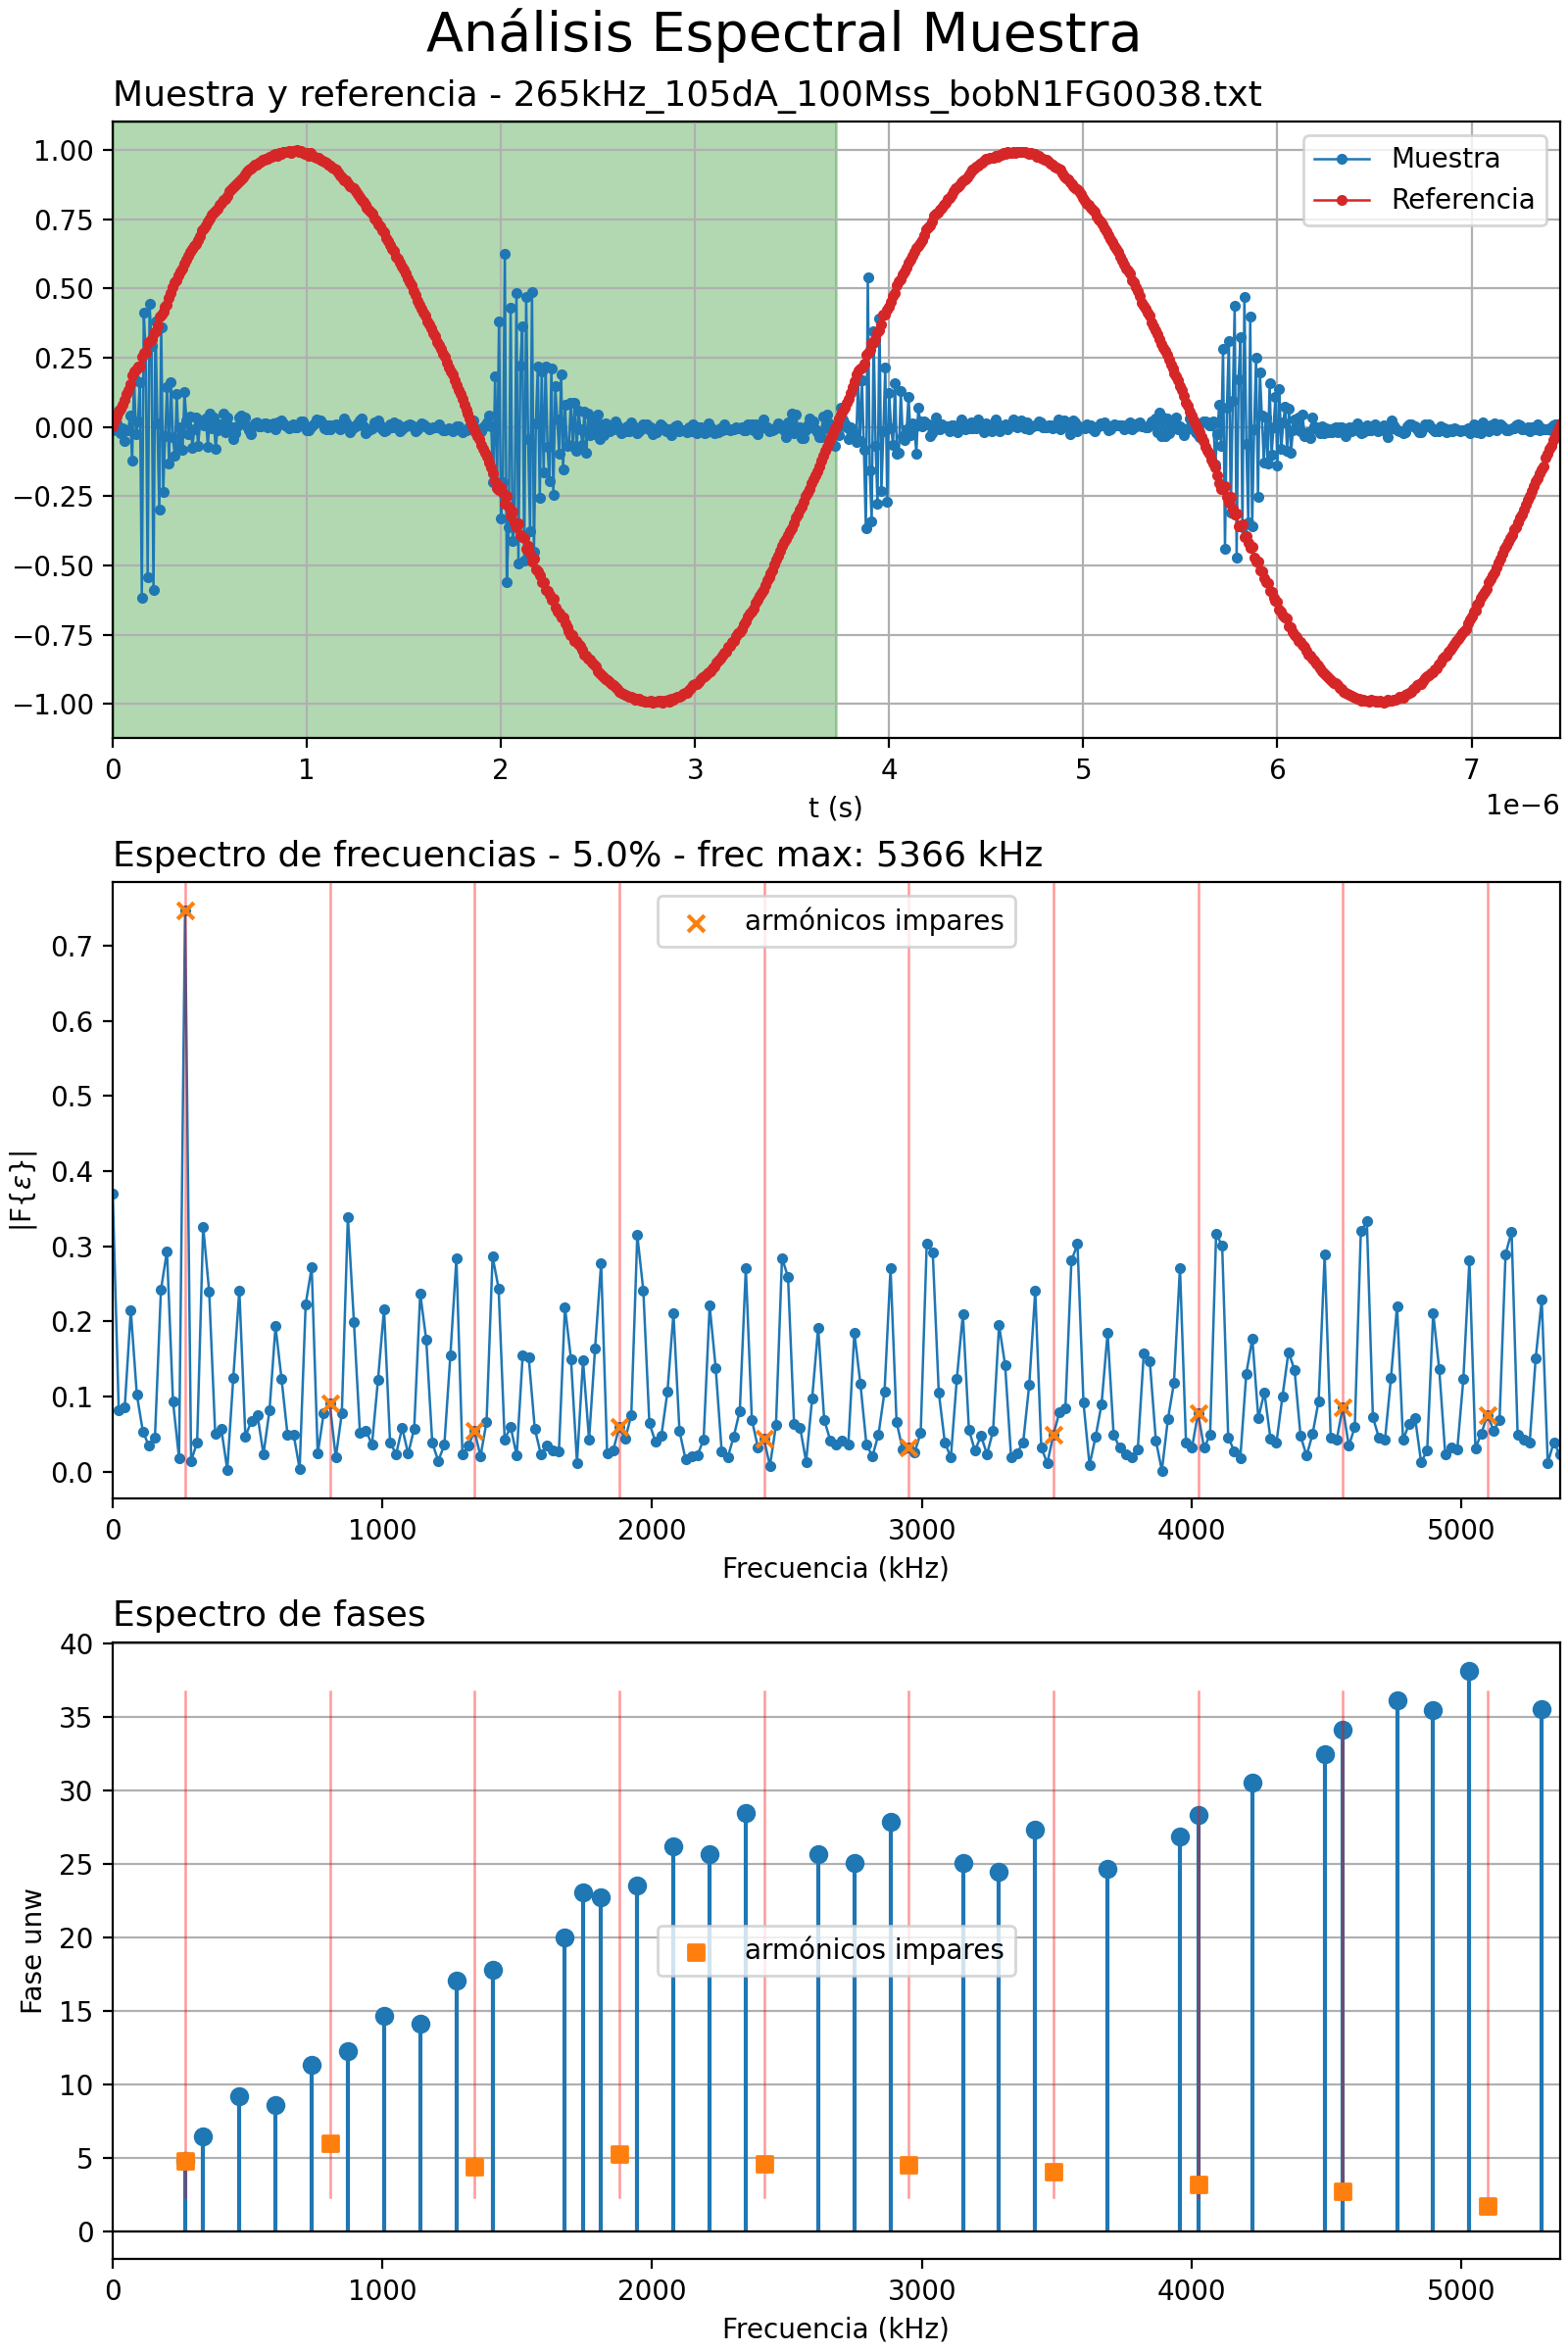 Análisis Espectral Muestra
Muestra y referencia - 265kHz_105dA_100Mss_bobN1FG0038.txt
1.00
0.75
0.50
0.25
0.00
−0.25
−0.50
−0.75
−1.00
Muestra
Referencia
0 1 2 3 4 5 6 7
t (s)
1e−6
Espectro de frecuencias - 5.0% - frec max: 5366 kHz
|F{ε}|
0.7
0.6
0.5
0.4
0.3
0.2
0.1
0.0
armónicos impares
0 1000 2000 3000 4000 5000
Frecuencia (kHz)
Espectro de fases
Fase unw
40
35
30
25
20
15
10
5
0
armónicos impares
0 1000 2000 3000 4000 5000
Frecuencia (kHz)